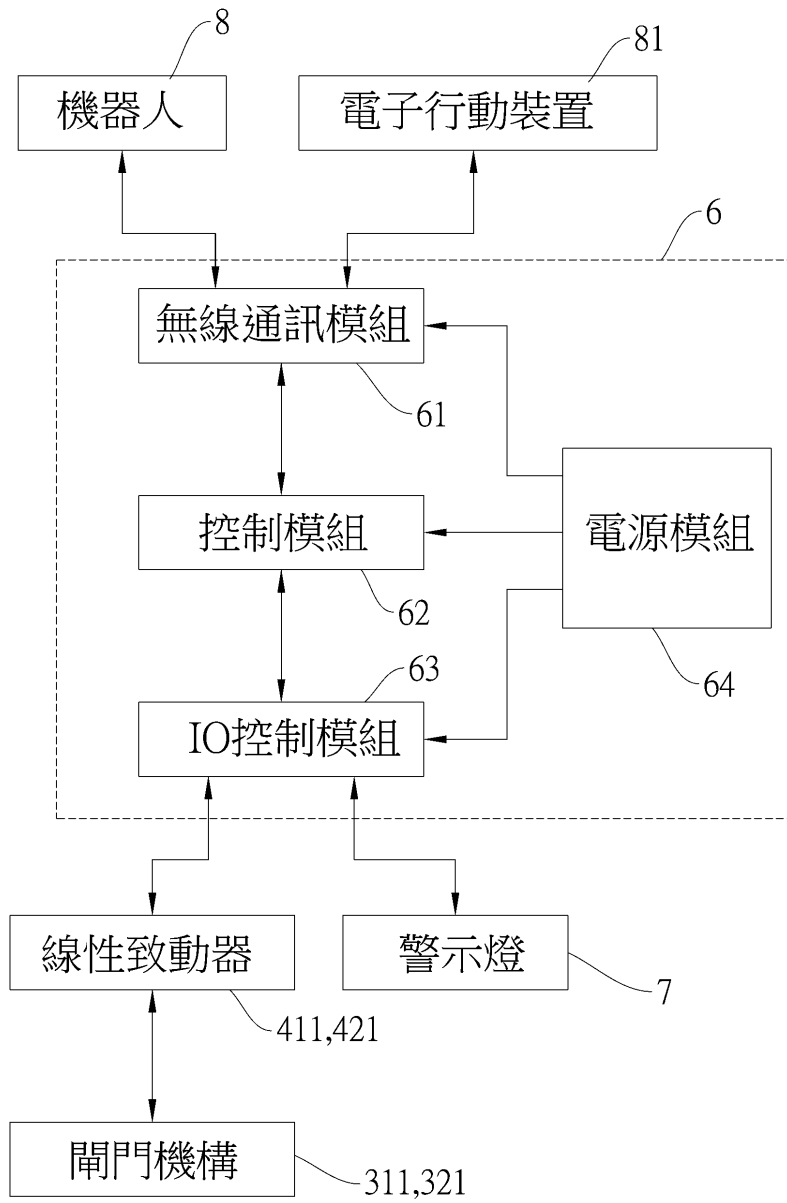 8
81
機器人
電子行動裝置
6
無線通訊模組
61
控制模組
電源模組
62
63
64
IO控制模組
線性致動器
警示燈
7
411,421
閘門機構
311,321